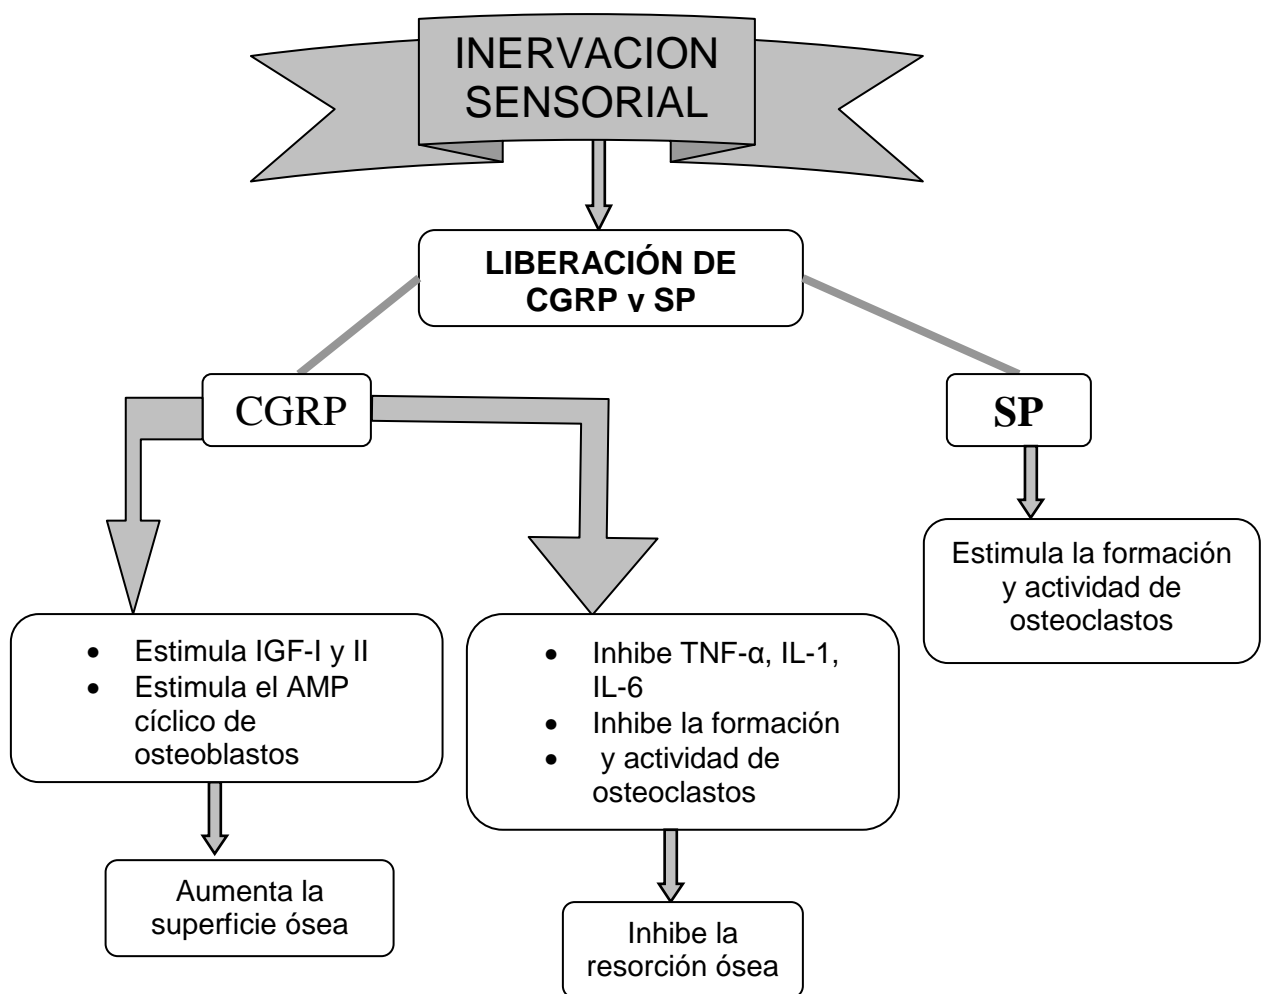 INERVACION
SENSORIAL
LIBERACIÓN DE
CGRP y SP
CGRP
SP
Estimula la formación
y actividad de
osteoclastos
• Estimula IGF-I y II
• Estimula el AMP
cíclico de
osteoblastos
• Inhibe TNF-α, IL-1,
IL-6
• Inhibe la formación
• y actividad de
osteoclastos
Aumenta la
superficie ósea
Inhibe la
resorción ósea